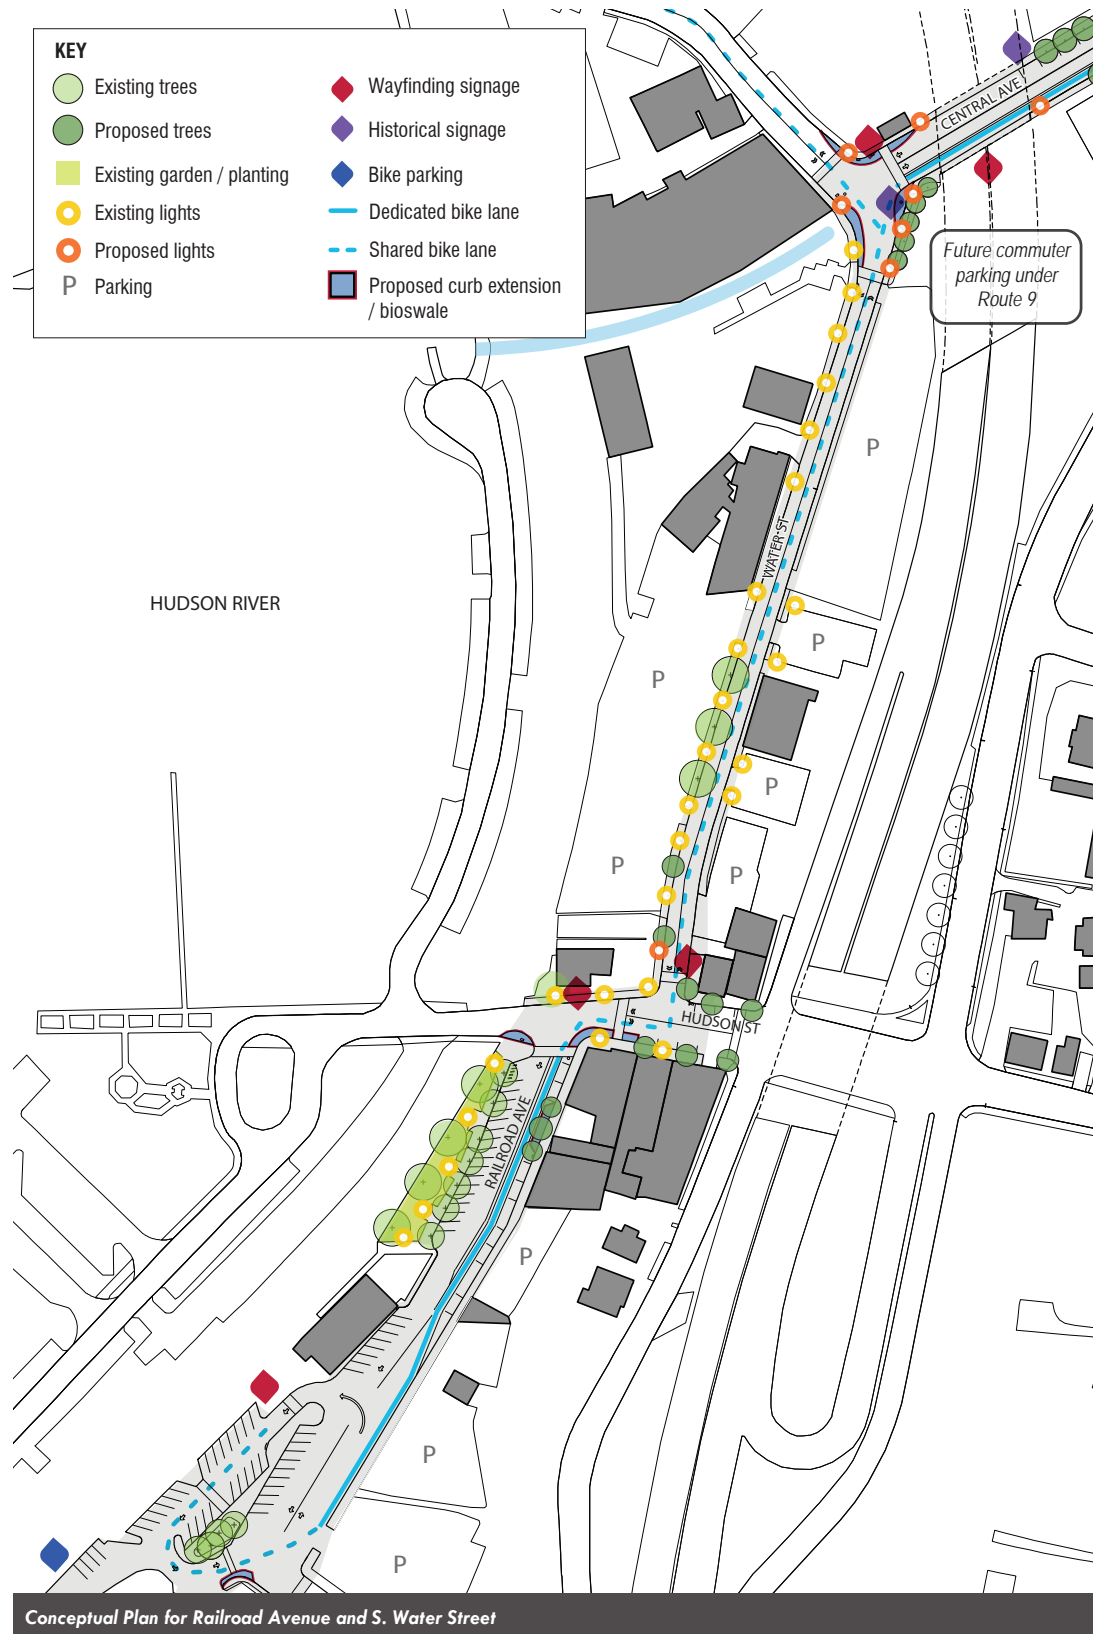 KEY
Existing trees
Proposed trees
Existing garden / planting
Existing lights
Proposed lights
P Parking
Wayfinding signage
Historical signage
Bike parking
Dedicated bike lane
Shared bike lane
Proposed curb extension
/ bioswale
CENTRAL AVE
Future commuter
parking under
Route 9
P
WATER ST
HUDSON RIVER
P
P
P
P
P
HUDSON ST
RAILROAD AVE
P
P
P
Conceptual Plan for Railroad Avenue and S. Water Street